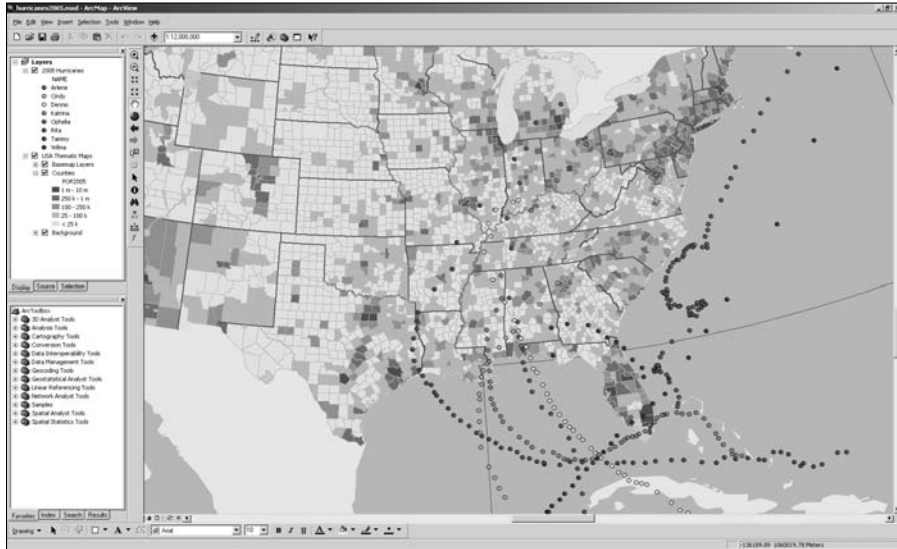 hurricanes2005.mxd - ArcMap - ArcView
File Edit View Insert Selection Tools Window Help
1:12,000,000
Layers
2005 Hurricanes
NAME
Arlene
Cindy
Dennis
Katrina
Ophelia
Rita
Tammy
Wilma
USA Thematic Maps
Basemap Layers
Counties
POP2005
1 m - 10 m
250 k - 1 m
100 - 250 k
25 - 100 k
< 25 k
Background
Display Source Selection
ArcToolbox
3D Analyst Tools
Analysis Tools
Cartography Tools
Conversion Tools
Data Interoperability Tools
Data Management Tools
Geocoding Tools
Geostatistical Analyst Tools
Linear Referencing Tools
Network Analyst Tools
Samples
Spatial Analyst Tools
Spatial Statistics Tools
Favorites Index Search Results
Drawing
A
Arial
10
B I U A
-136189.09 1060019.78 Meters